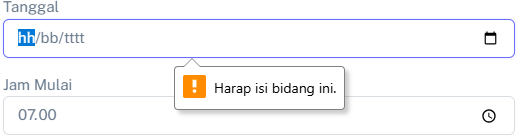 Tanggal
hh/bb/tttt
Harap isi bidang ini.
Jam Mulai
07.00